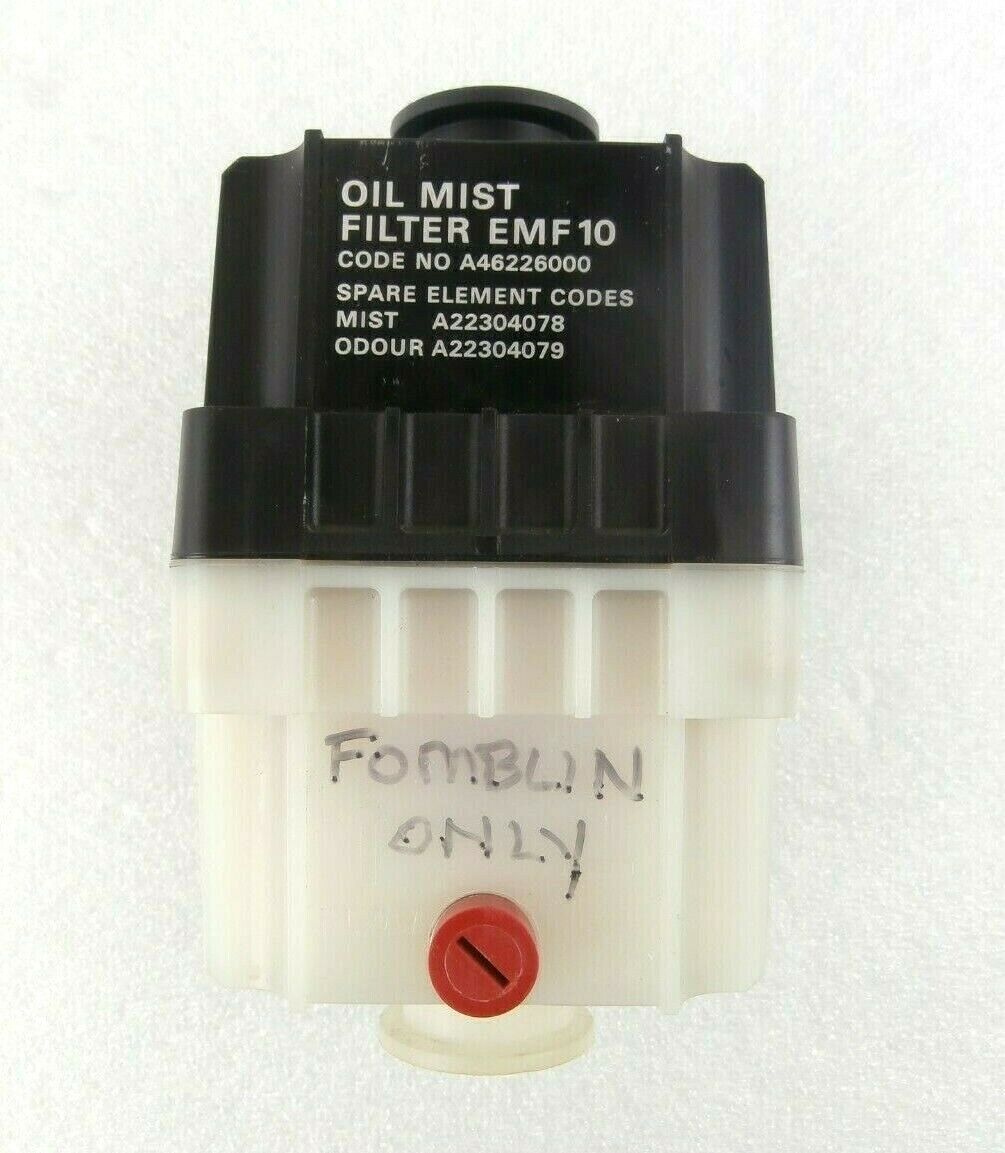 OIL MIST
FILTER EMF10
CODE NO A46226000
SPARE ELEMENT CODES
MIST A22304078
ODOUR A22304079
FOMBLIN
ONLY